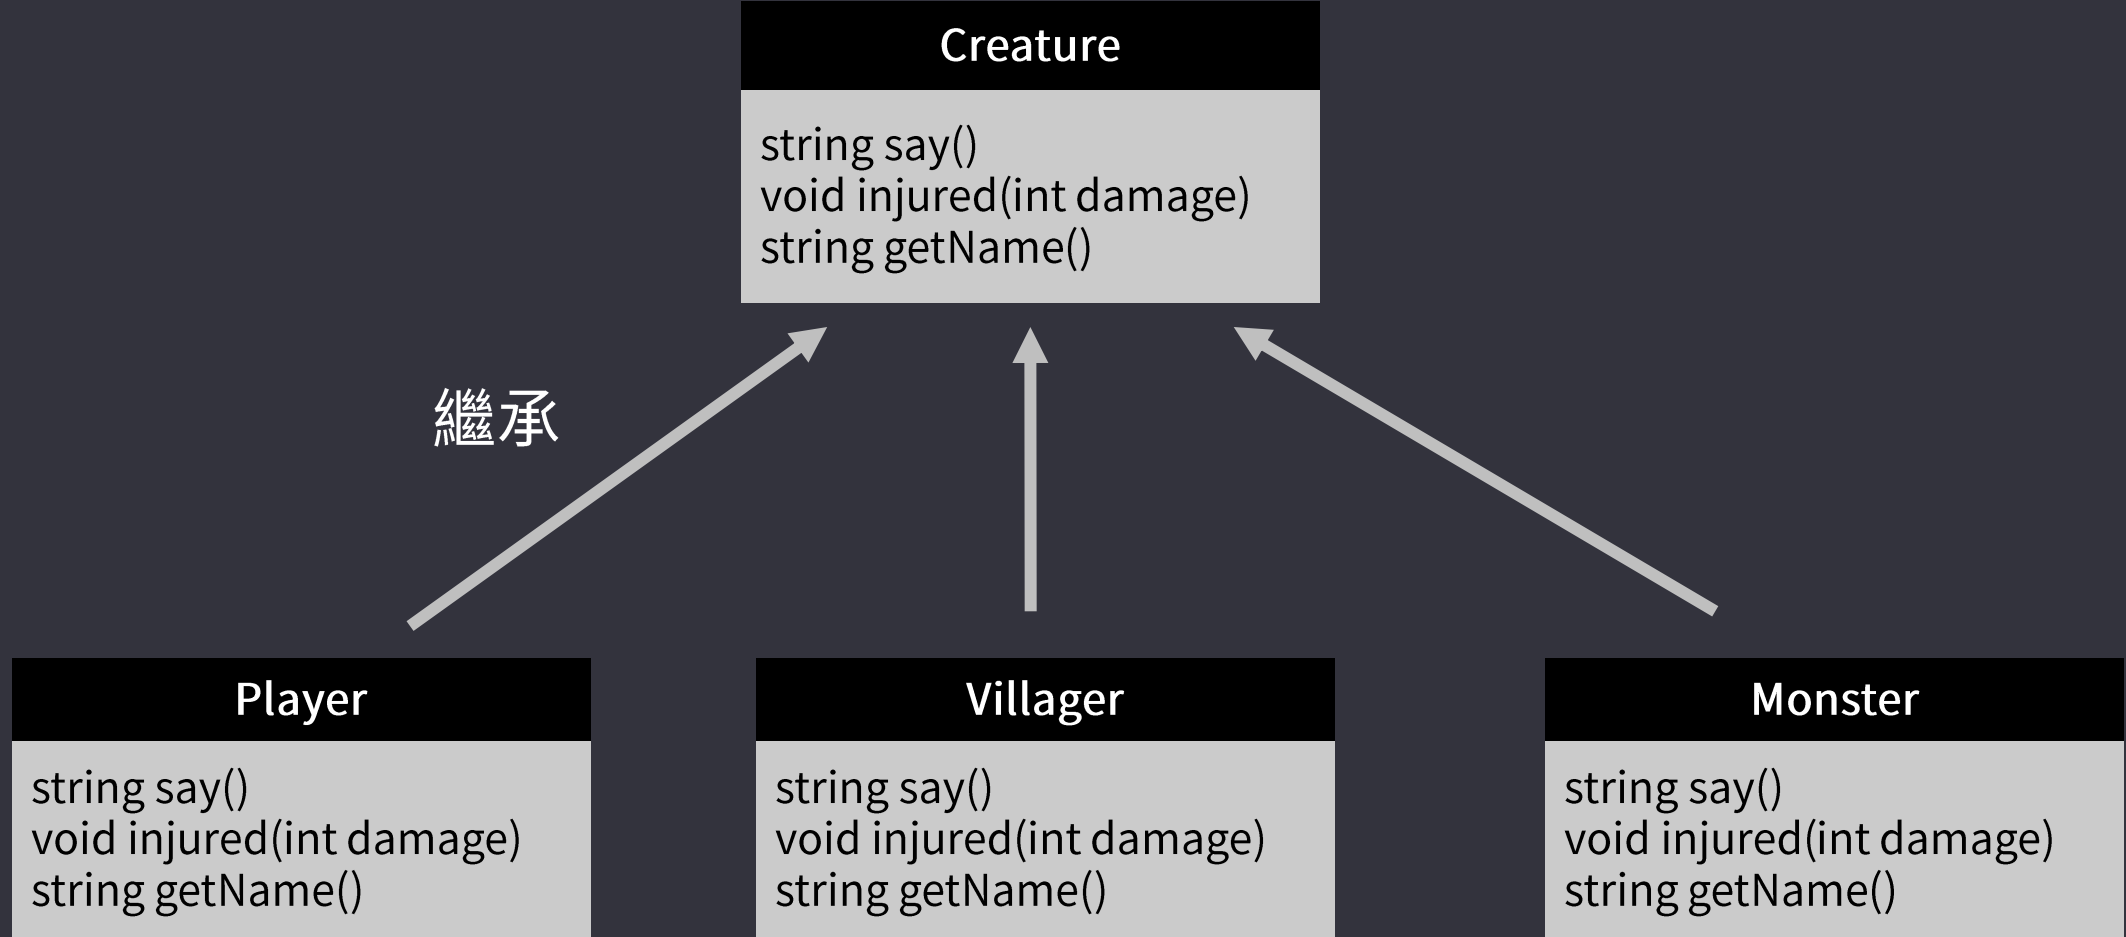 Creature
string say()
void injured(int damage)
string getName()
繼承
Player
string say()
void injured(int damage)
string getName()
Villager
string say()
void injured(int damage)
string getName()
Monster
string say()
void injured(int damage)
string getName()